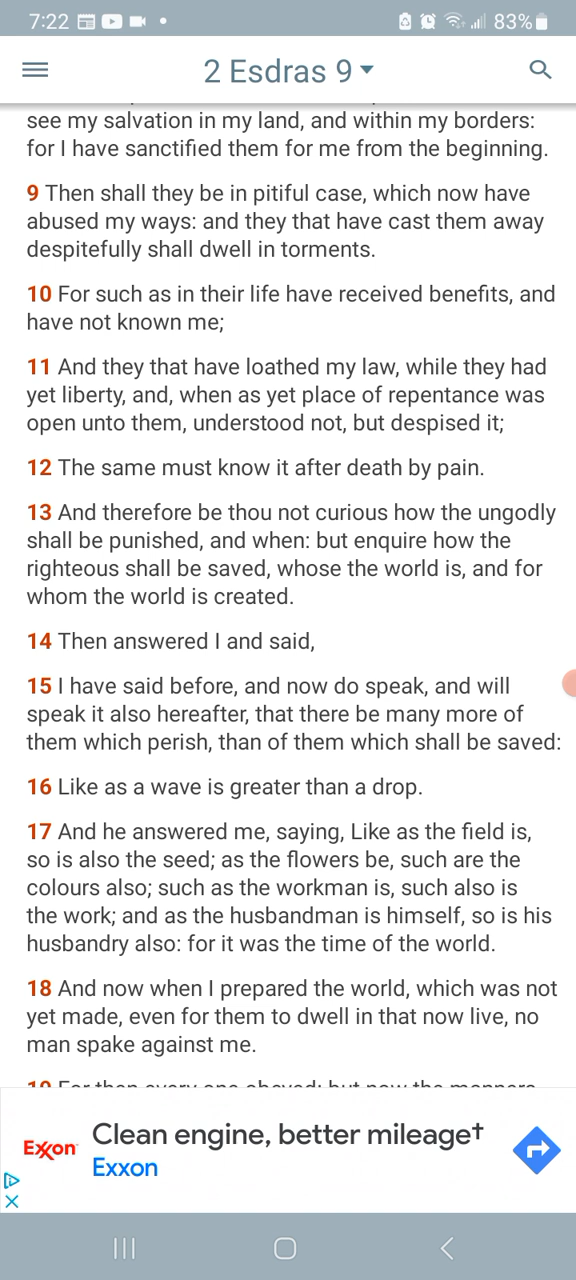 7:22
83%
2 Esdras 9
see my salvation in my land, and within my borders:
for I have sanctified them for me from the beginning.
9 Then shall they be in pitiful case, which now have
abused my ways: and they that have cast them away
despitefully shall dwell in torments.
10 For such as in their life have received benefits, and
have not known me;
11 And they that have loathed my law, while they had
yet liberty, and, when as yet place of repentance was
open unto them, understood not, but despised it;
12 The same must know it after death by pain.
13 And therefore be thou not curious how the ungodly
shall be punished, and when: but enquire how the
righteous shall be saved, whose the world is, and for
whom the world is created.
14 Then answered I and said,
15 I have said before, and now do speak, and will
speak it also hereafter, that there be many more of
them which perish, than of them which shall be saved:
16 Like as a wave is greater than a drop.
17 And he answered me, saying, Like as the field is,
so is also the seed; as the flowers be, such are the
colours also; such as the workman is, such also is
the work; and as the husbandman is himself, so is his
husbandry also: for it was the time of the world.
18 And now when I prepared the world, which was not
yet made, even for them to dwell in that now live, no
man spake against me.
19 For then every one obeyed: but now the manners
Exxon
Clean engine, better mileage†
Exxon